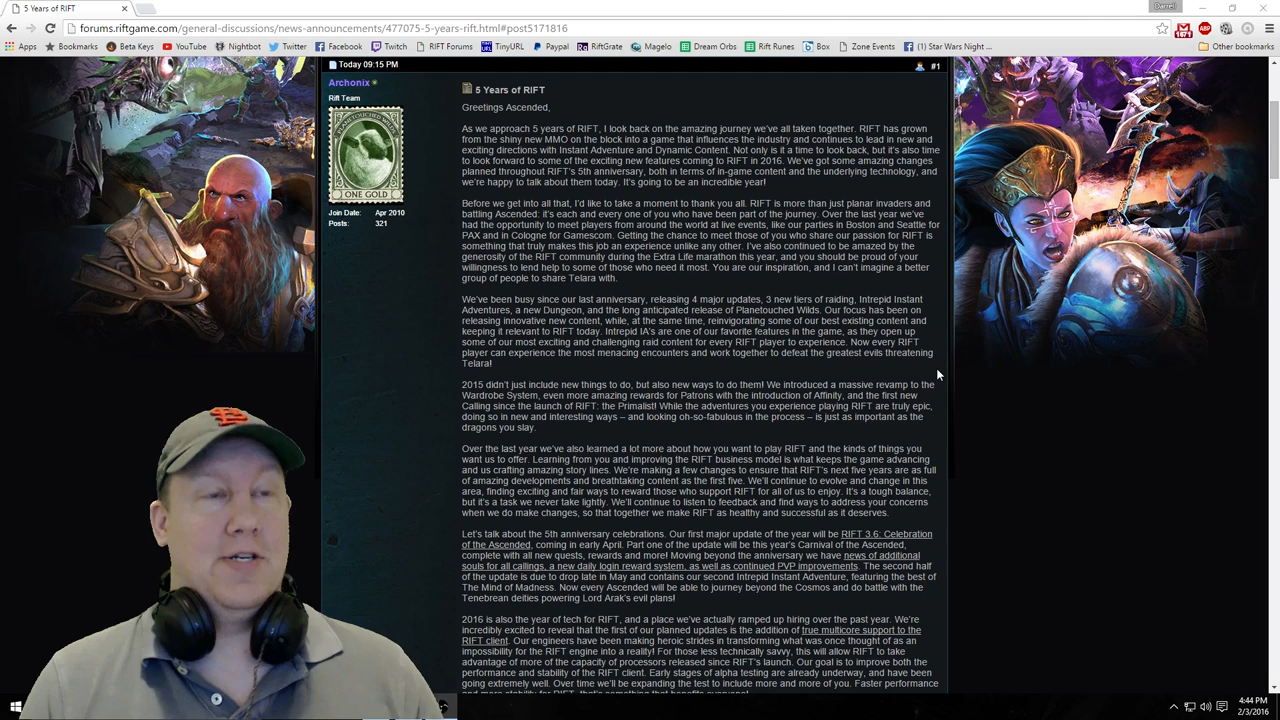 5 Years of RIFT
Darrell
forums.riftgame.com/general-discussions/news-announcements/477075-5-years-rift.html#post5171816
Apps Bookmarks Beta Keys YouTube Nightbot Twitter Facebook Twitch RIFT Forums TinyURL Paypal RiftGrate Magelo Dream Orbs Rift Runes Box Zone Events (1) Star Wars Night ... Other bookmarks
Today 09:15 PM #1
Archonix
Rift Team
PLANETOUCHED WILDS
ONE GOLD
Join Date: Apr 2010
Posts: 321
5 Years of RIFT
Greetings Ascended,
As we approach 5 years of RIFT, I look back on the amazing journey we've all taken together. RIFT has grown
from the shiny new MMO on the block into a game that influences the industry and continues to lead in new and
exciting directions with Instant Adventure and Dynamic Content. Not only is it a time to look back, but it's also time
to look forward to some of the exciting new features coming to RIFT in 2016. We've got some amazing changes
planned throughout RIFT's 5th anniversary, both in terms of in-game content and the underlying technology, and
we're happy to talk about them today. It's going to be an incredible year!
Before we get into all that, I'd like to take a moment to thank you all. RIFT is more than just planar invaders and
battling Ascended: it's each and every one of you who have been part of the journey. Over the last year we've
had the opportunity to meet players from around the world at live events, like our parties in Boston and Seattle for
PAX and in Cologne for Gamescom. Getting the chance to meet those of you who share our passion for RIFT is
something that truly makes this job an experience unlike any other. I've also continued to be amazed by the
generosity of the RIFT community during the Extra Life marathon this year, and you should be proud of your
willingness to lend help to some of those who need it most. You are our inspiration, and I can't imagine a better
group of people to share Telara with.
We've been busy since our last anniversary, releasing 4 major updates, 3 new tiers of raiding, Intrepid Instant
Adventures, a new Dungeon, and the long anticipated release of Planetouched Wilds. Our focus has been on
releasing innovative new content, while, at the same time, reinvigorating some of our best existing content and
keeping it relevant to RIFT today. Intrepid IA's are one of our favorite features in the game, as they open up
some of our most exciting and challenging raid content for every RIFT player to experience. Now every RIFT
player can experience the most menacing encounters and work together to defeat the greatest evils threatening
Telara!
2015 didn't just include new things to do, but also new ways to do them! We introduced a massive revamp to the
Wardrobe System, even more amazing rewards for Patrons with the introduction of Affinity, and the first new
Calling since the launch of RIFT: the Primalist! While the adventures you experience playing RIFT are truly epic,
doing so in new and interesting ways – and looking oh-so-fabulous in the process – is just as important as the
dragons you slay.
Over the last year we've also learned a lot more about how you want to play RIFT and the kinds of things you
want us to offer. Learning from you and improving the RIFT business model is what keeps the game advancing
and us crafting amazing story lines. We're making a few changes to ensure that RIFT's next five years are as full
of amazing developments and breathtaking content as the first five. We'll continue to evolve and change in this
area, finding exciting and fair ways to reward those who support RIFT for all of us to enjoy. It's a tough balance,
but it's a task we never take lightly. We'll continue to listen to feedback and find ways to address your concerns
when we do make changes, so that together we make RIFT as healthy and successful as it deserves.
Let's talk about the 5th anniversary celebrations. Our first major update of the year will be RIFT 3.6: Celebration
of the Ascended, coming in early April. Part one of the update will be this year's Carnival of the Ascended,
complete with all new quests, rewards and more! Moving beyond the anniversary we have news of additional
souls for all callings, a new daily login reward system, as well as continued PVP improvements. The second half
of the update is due to drop late in May and contains our second Intrepid Instant Adventure, featuring the best of
The Mind of Madness. Now every Ascended will be able to journey beyond the Cosmos and do battle with the
Tenebrean deities powering Lord Arak's evil plans!
2016 is also the year of tech for RIFT, and a place we've actually ramped up hiring over the past year. We're
incredibly excited to reveal that the first of our planned updates is the addition of true multicore support to the
RIFT client. Our engineers have been making heroic strides in transforming what was once thought of as an
impossibility for the RIFT engine into a reality! For those less technically savvy, this will allow RIFT to take
advantage of more of the capacity of processors released since RIFT's launch. Our goal is to improve both the
performance and stability of the RIFT client. Early stages of alpha testing are already underway, and have been
going extremely well. Over time we'll be expanding the test to include more and more of you. Faster performance
and more stability for RIFT, that's something that benefits everyone!
4:44 PM
2/3/2016